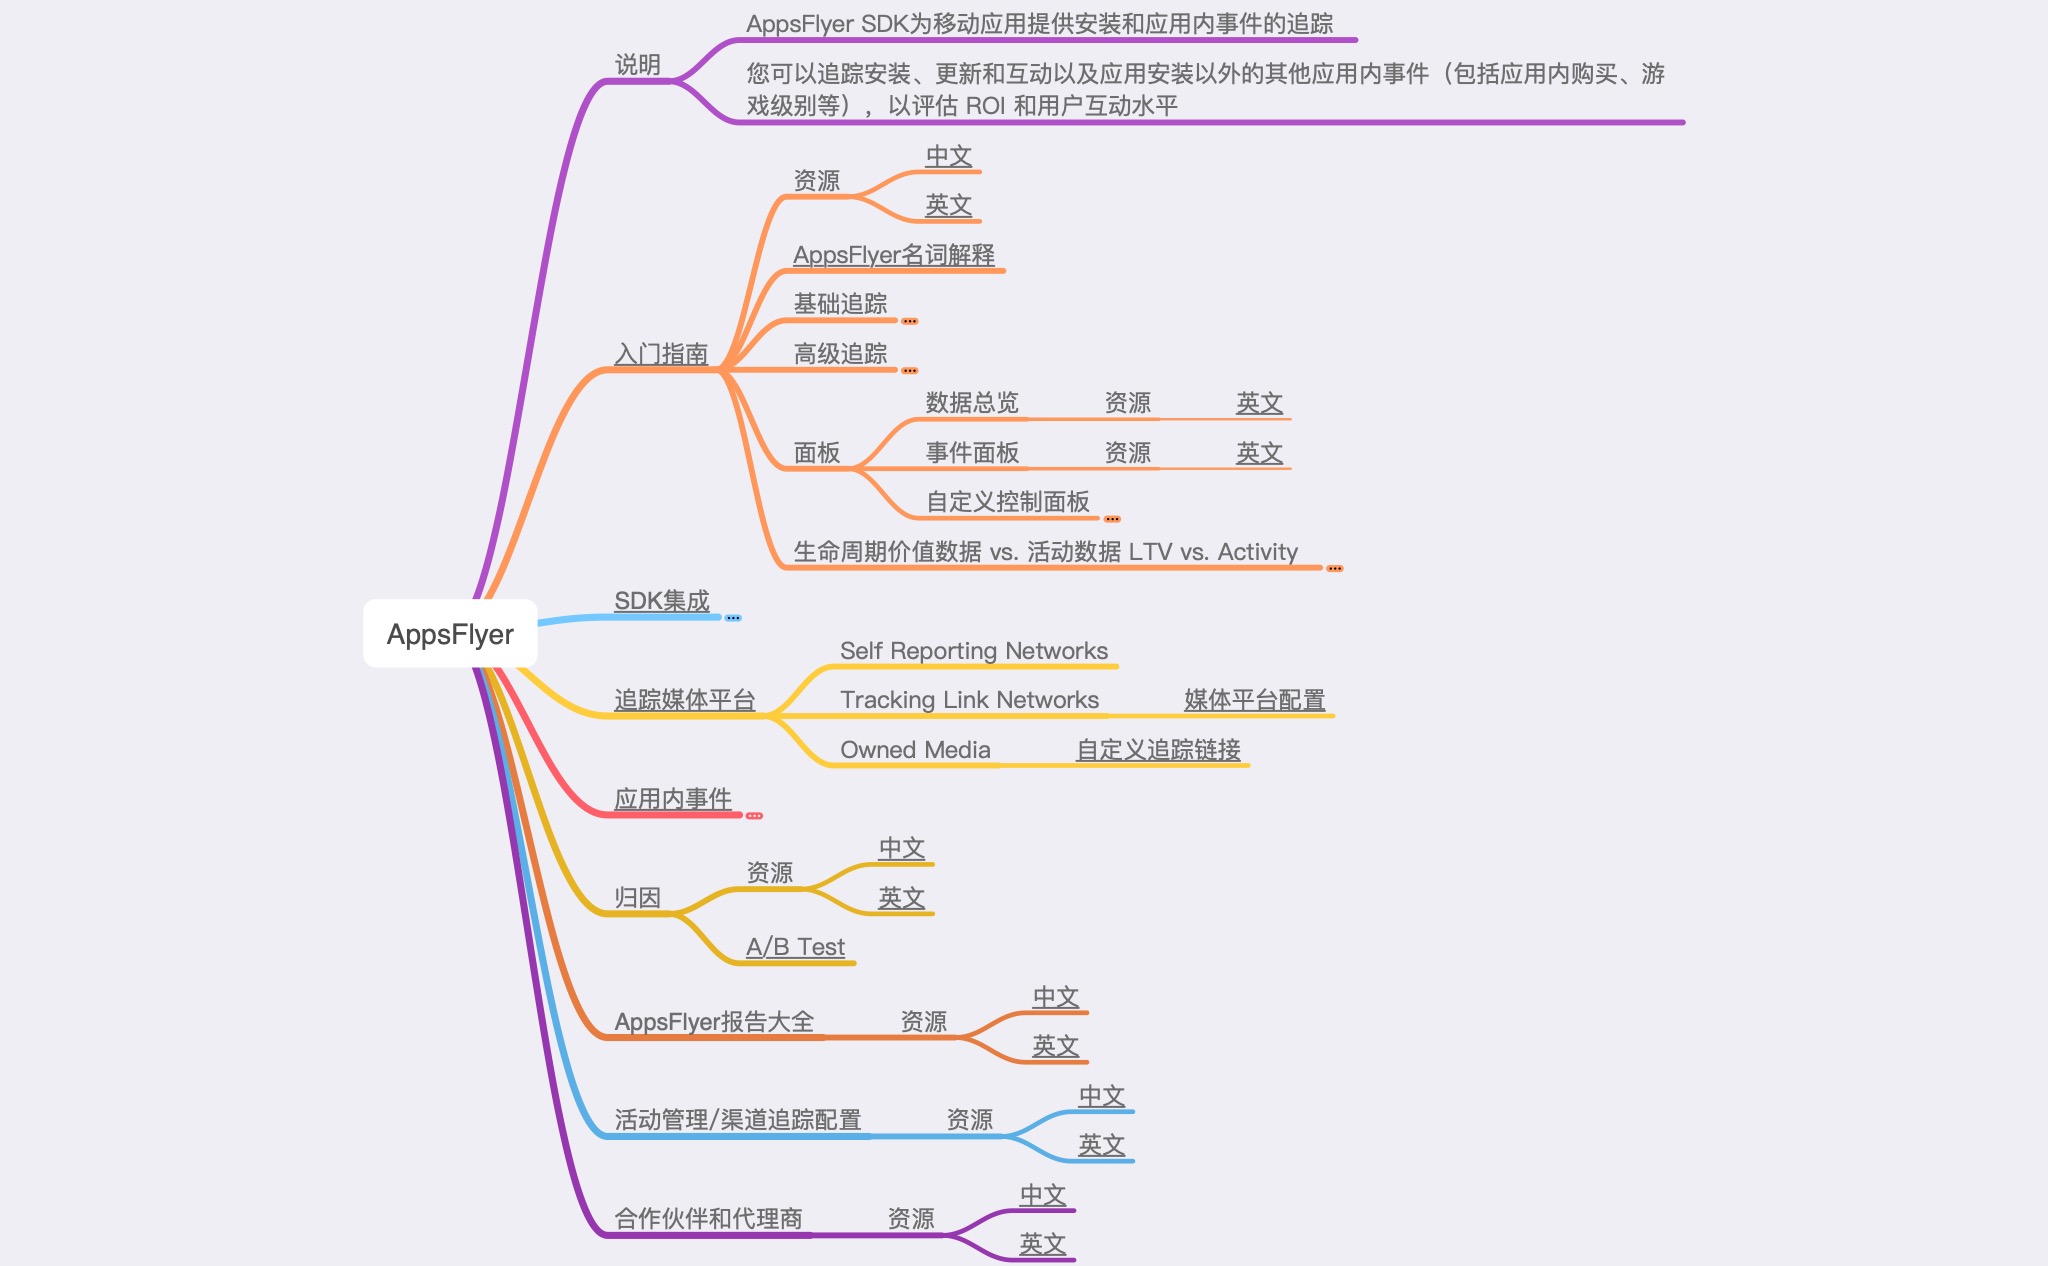 AppsFlyer SDK为移动应用提供安装和应用内事件的追踪
说明
您可以追踪安装、更新和互动以及应用安装以外的其他应用内事件（包括应用内购买、游
戏级别等），以评估 ROI 和用户互动水平
中文
资源
英文
AppsFlyer名词解释
基础追踪
入门指南
高级追踪
数据总览
资源
英文
面板
事件面板
资源
英文
自定义控制面板
生命周期价值数据 vs. 活动数据 LTV vs. Activity
SDK集成
AppsFlyer
Self Reporting Networks
追踪媒体平台
Tracking Link Networks
媒体平台配置
Owned Media
自定义追踪链接
应用内事件
中文
资源
归因
英文
A/B Test
中文
AppsFlyer报告大全
资源
英文
中文
活动管理/渠道追踪配置
资源
英文
中文
合作伙伴和代理商
资源
英文